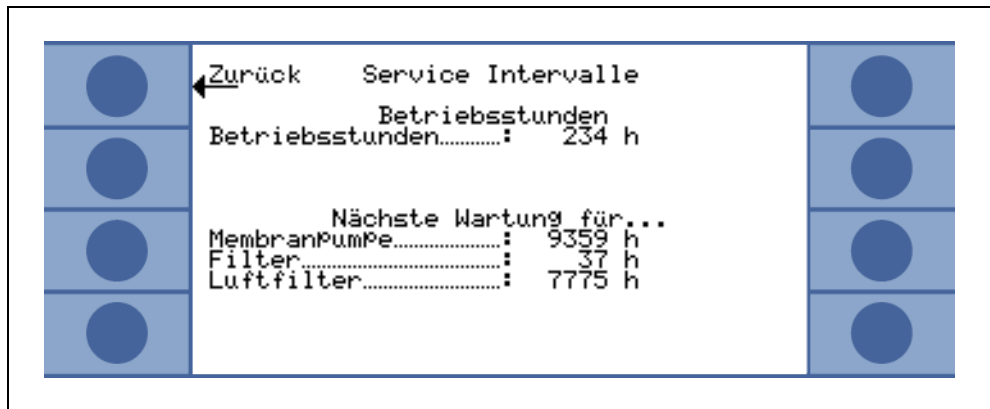 Zurück Service Intervalle
Betriebsstunden
Betriebsstunden...........: 234 h
Nächste Wartung für...
Membranpumpe...................: 9359 h
Filter.........................: 37 h
Luftfilter.....................: 7775 h